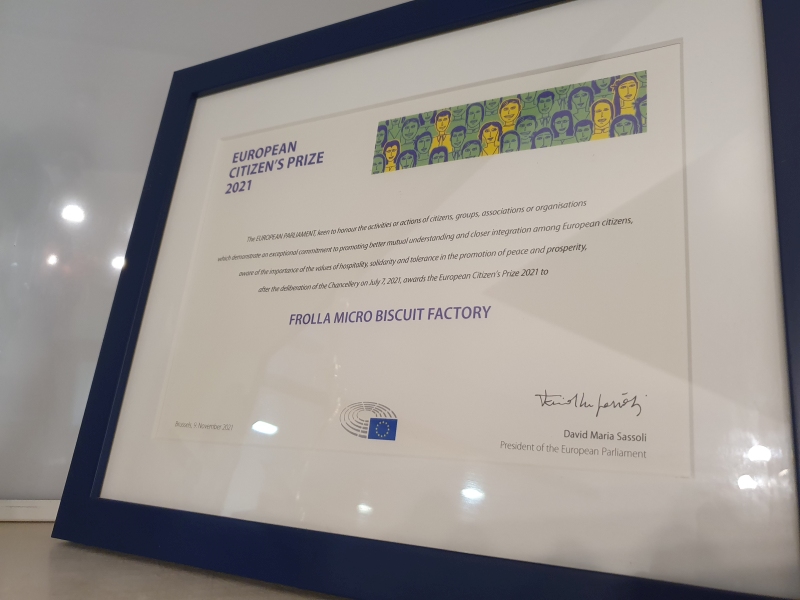 EUROPEAN
CITIZEN'S PRIZE
2021
The EUROPEAN PARLIAMENT, keen to honour the activities or actions of citizens, groups, associations or organisations
which demonstrate an exceptional commitment to promoting better mutual understanding and closer integration among European citizens,
aware of the importance of the values of hospitality, solidarity and tolerance in the promotion of peace and prosperity,
after the deliberation of the Chancellery on July 7, 2021, awards the European Citizen's Prize 2021 to
FROLLA MICRO BISCUIT FACTORY
David Maria Sassoli
President of the European Parliament
Brussels, 9 November 2021